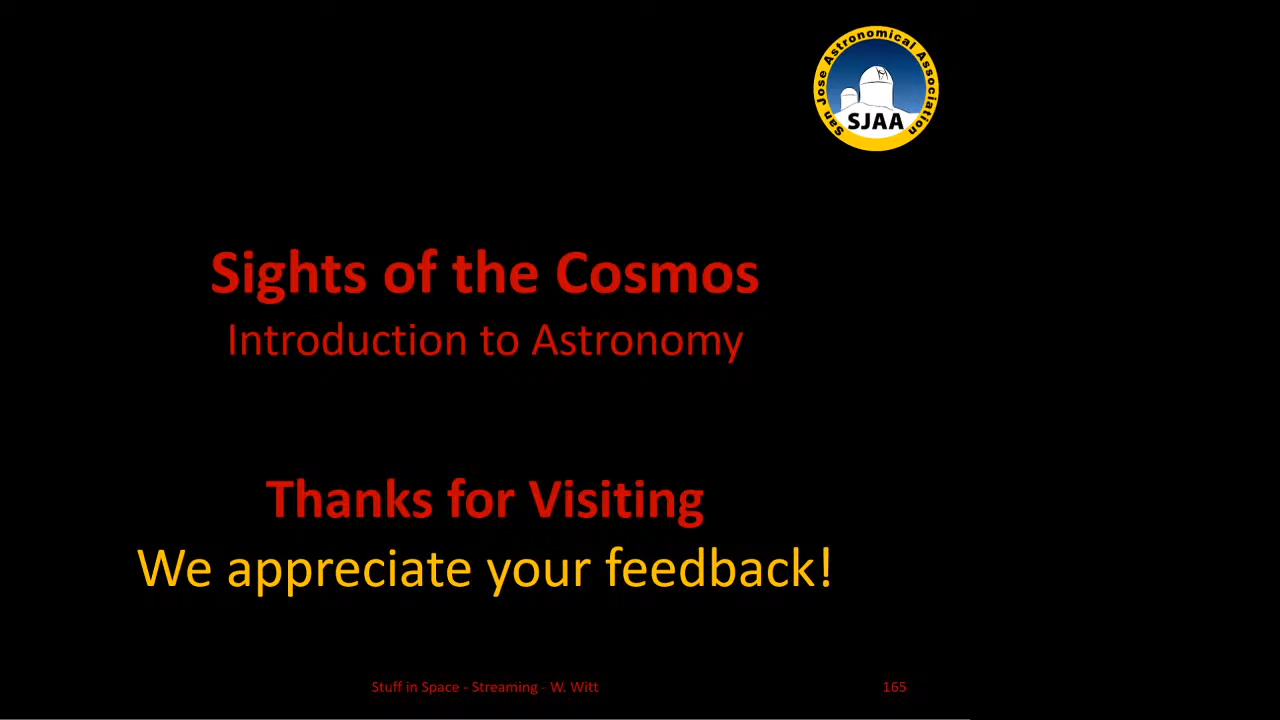 San Jose Astronomical Association
SJAA
Sights of the Cosmos
Introduction to Astronomy
Thanks for Visiting
We appreciate your feedback!
Stuff in Space - Streaming - W. Witt
165